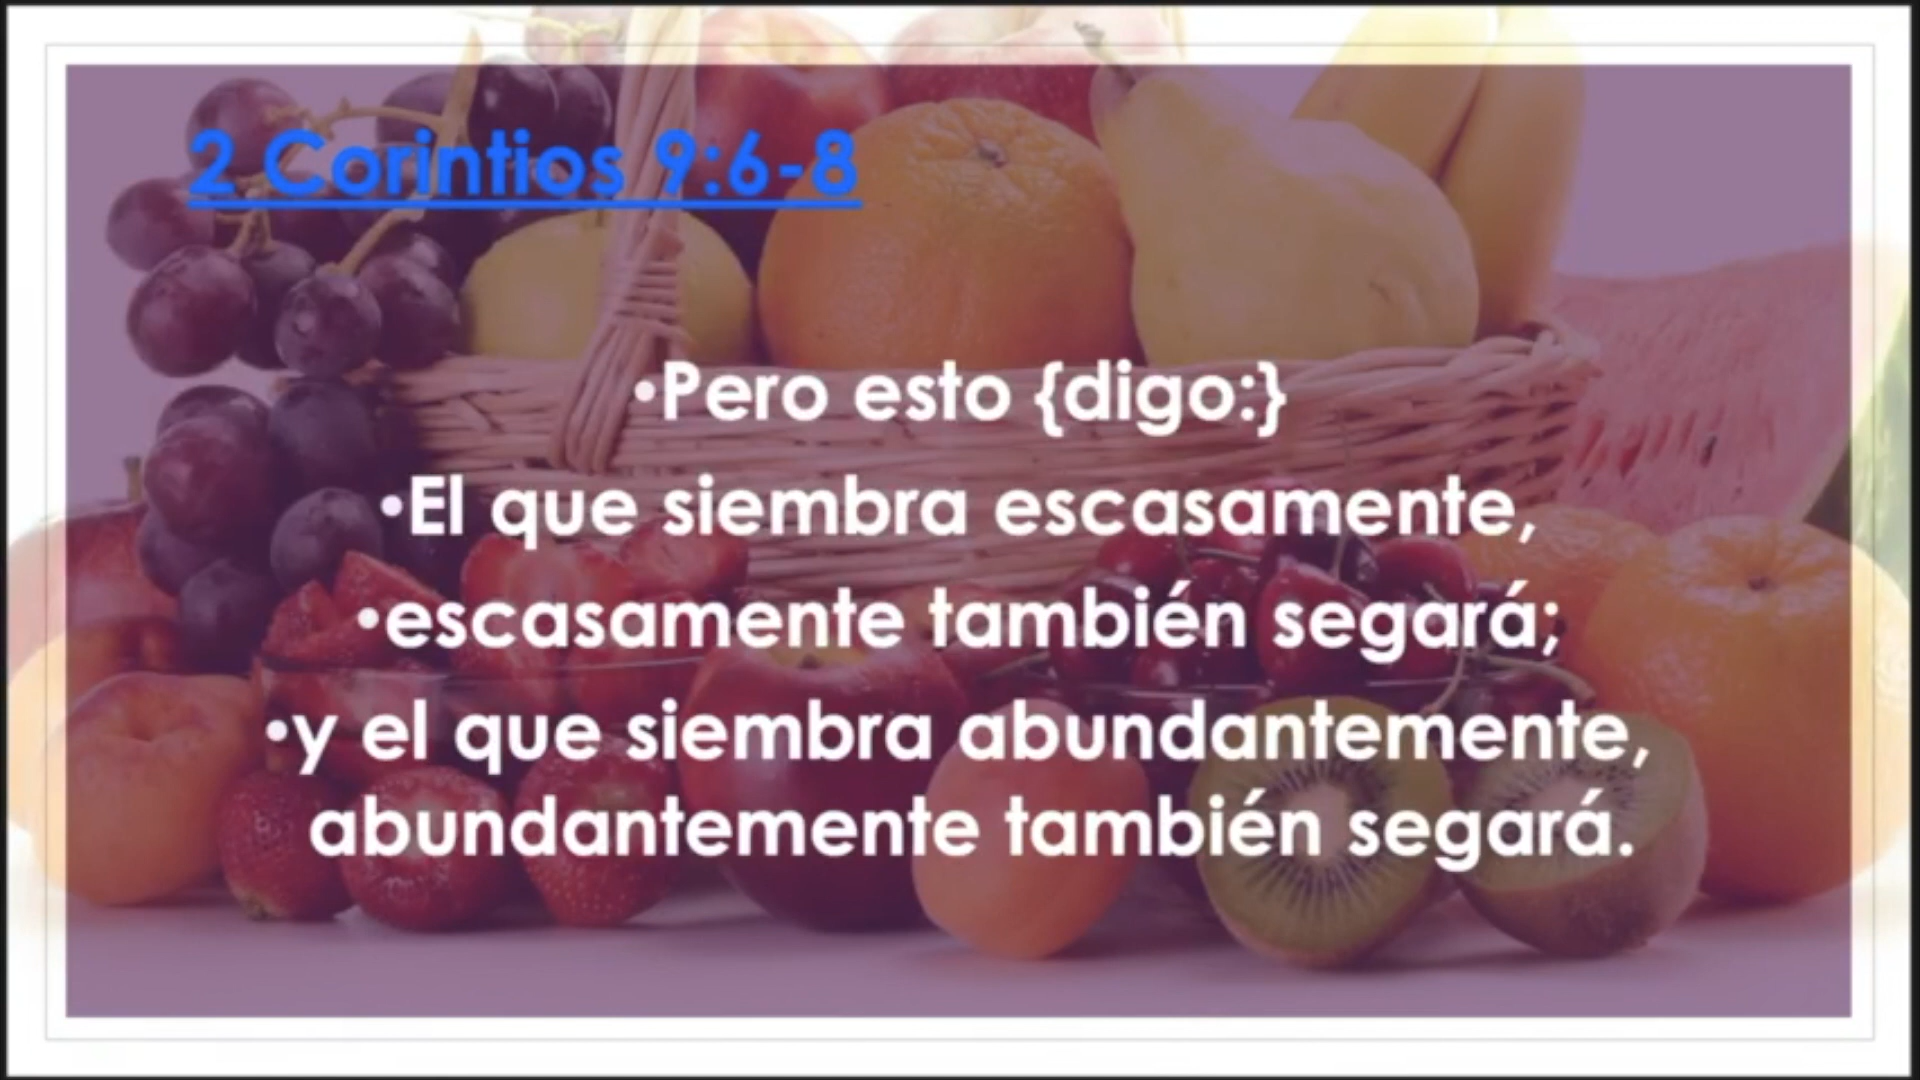 2 Corintios 9:6-8
•Pero esto {digo:}
•El que siembra escasamente,
•escasamente también segará;
•y el que siembra abundantemente,
abundantemente también segará.